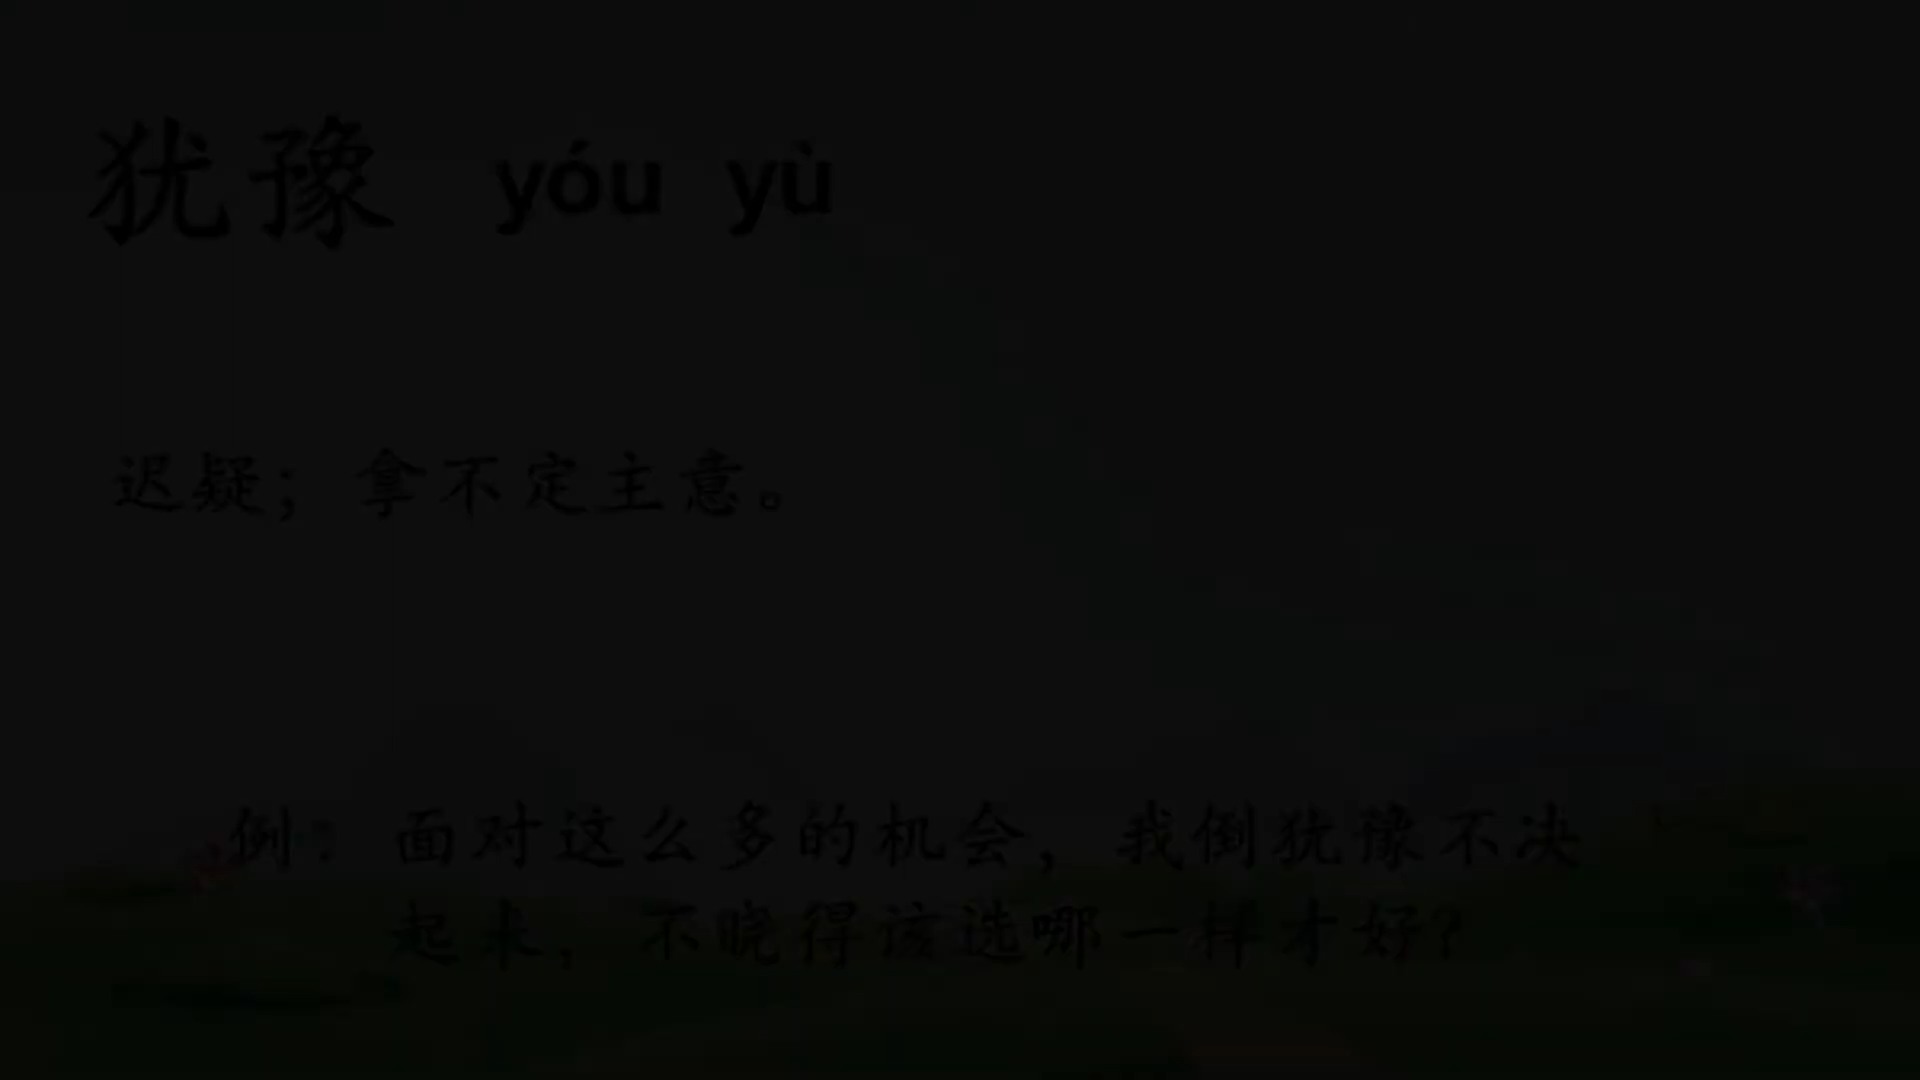 犹豫 yóu yù
迟疑；拿不定主意。
例：面对这么多的机会，我倒犹豫不决
起来，不晓得该选哪一样才好？